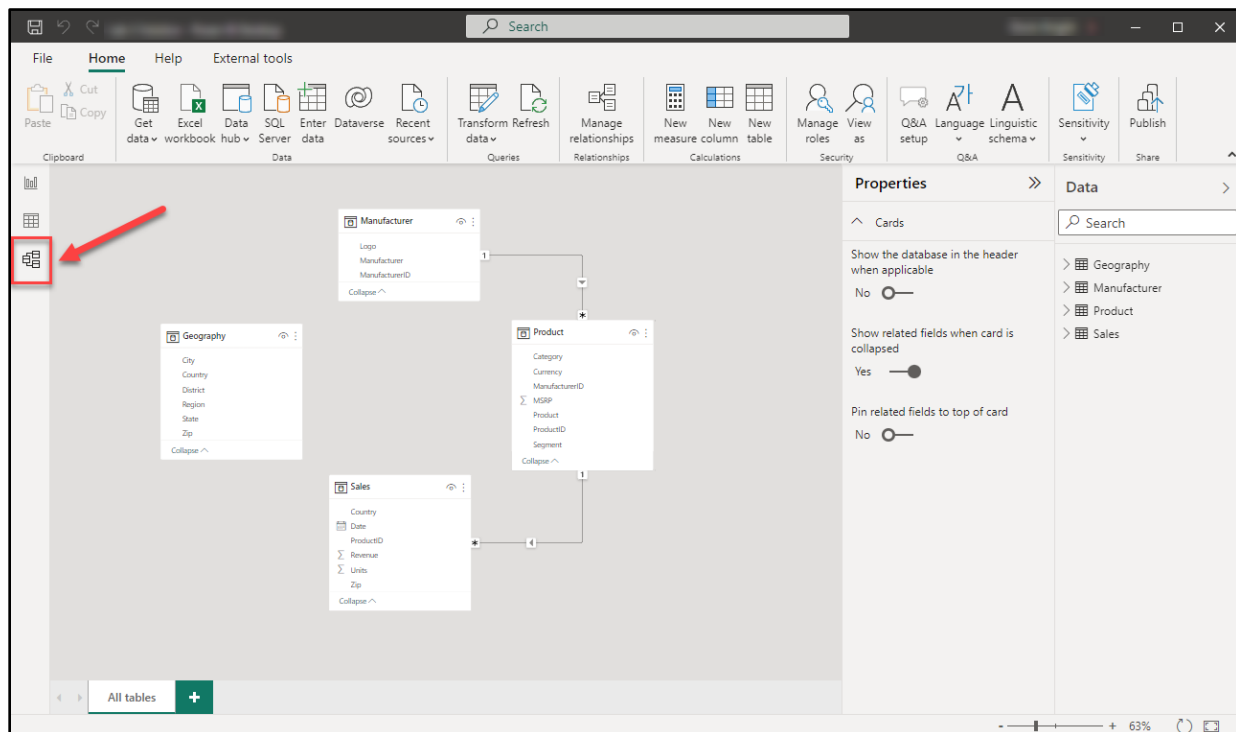 Search
File Home Help External tools
Paste
Cut
Copy
Get data
Excel workbook
Data hub
SQL Server
Enter data
Dataverse
Recent sources
Transform data
Refresh
Manage relationships
New measure
New column
New table
Manage roles
View as
Q&A setup
Language
Linguistic schema
Sensitivity
Publish
Clipboard
Data
Queries
Relationships
Calculations
Security
Q&A
Sensitivity
Share
Manufacturer
Logo
Manufacturer
ManufacturerID
Collapse
1
*
Geography
City
Country
District
Region
State
Zip
Collapse
Product
Category
Currency
ManufacturerID
Σ MSRP
Product
ProductID
Segment
Collapse
1
*
Sales
Country
Date
ProductID
Σ Revenue
Σ Units
Zip
Collapse
Properties
Cards
Show the database in the header
when applicable
No
Show related fields when card is
collapsed
Yes
Pin related fields to top of card
No
Data
Search
Geography
Manufacturer
Product
Sales
All tables
+
- + 63%